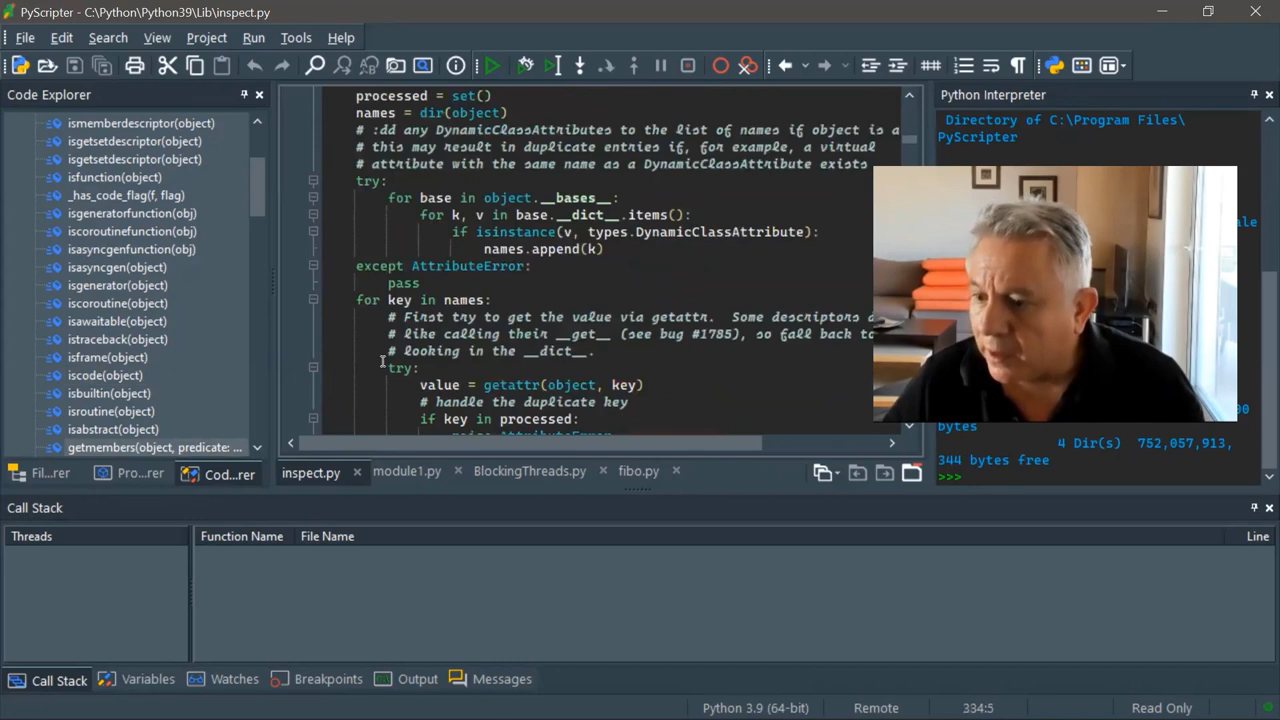 PyScripter - C:\Python\Python39\Lib\inspect.py
File Edit Search View Project Run Tools Help
Code Explorer
ismemberdescriptor(object)
isgetsetdescriptor(object)
isgetsetdescriptor(object)
isfunction(object)
_has_code_flag(f, flag)
isgeneratorfunction(obj)
iscoroutinefunction(obj)
isasyncgenfunction(obj)
isasyncgen(object)
isgenerator(object)
iscoroutine(object)
isawaitable(object)
istraceback(object)
isframe(object)
iscode(object)
isbuiltin(object)
isroutine(object)
isabstract(object)
getmembers(object, predicate: ...
Fil...rer Pro...rer Cod...rer
processed = set()
names = dir(object)
# :dd any DynamicClassAttributes to the list of names if object is a
# this may result in duplicate entries if, for example, a virtual
# attribute with the same name as a DynamicClassAttribute exists
try:
for base in object.__bases__:
for k, v in base.__dict__.items():
if isinstance(v, types.DynamicClassAttribute):
names.append(k)
except AttributeError:
pass
for key in names:
# First try to get the value via getattr. Some descriptors
# like calling their __get__ (see bug #1785), so fall back to
# looking in the __dict__.
try:
value = getattr(object, key)
# handle the duplicate key
if key in processed:
inspect.py module1.py BlockingThreads.py fibo.py
Python Interpreter
Directory of C:\Program Files\
PyScripter
bytes
4 Dir(s) 752,057,913,
344 bytes free
>>>
Call Stack
Threads Function Name File Name Line
Call Stack Variables Watches Breakpoints Output Messages
Python 3.9 (64-bit) Remote 334:5 Read Only